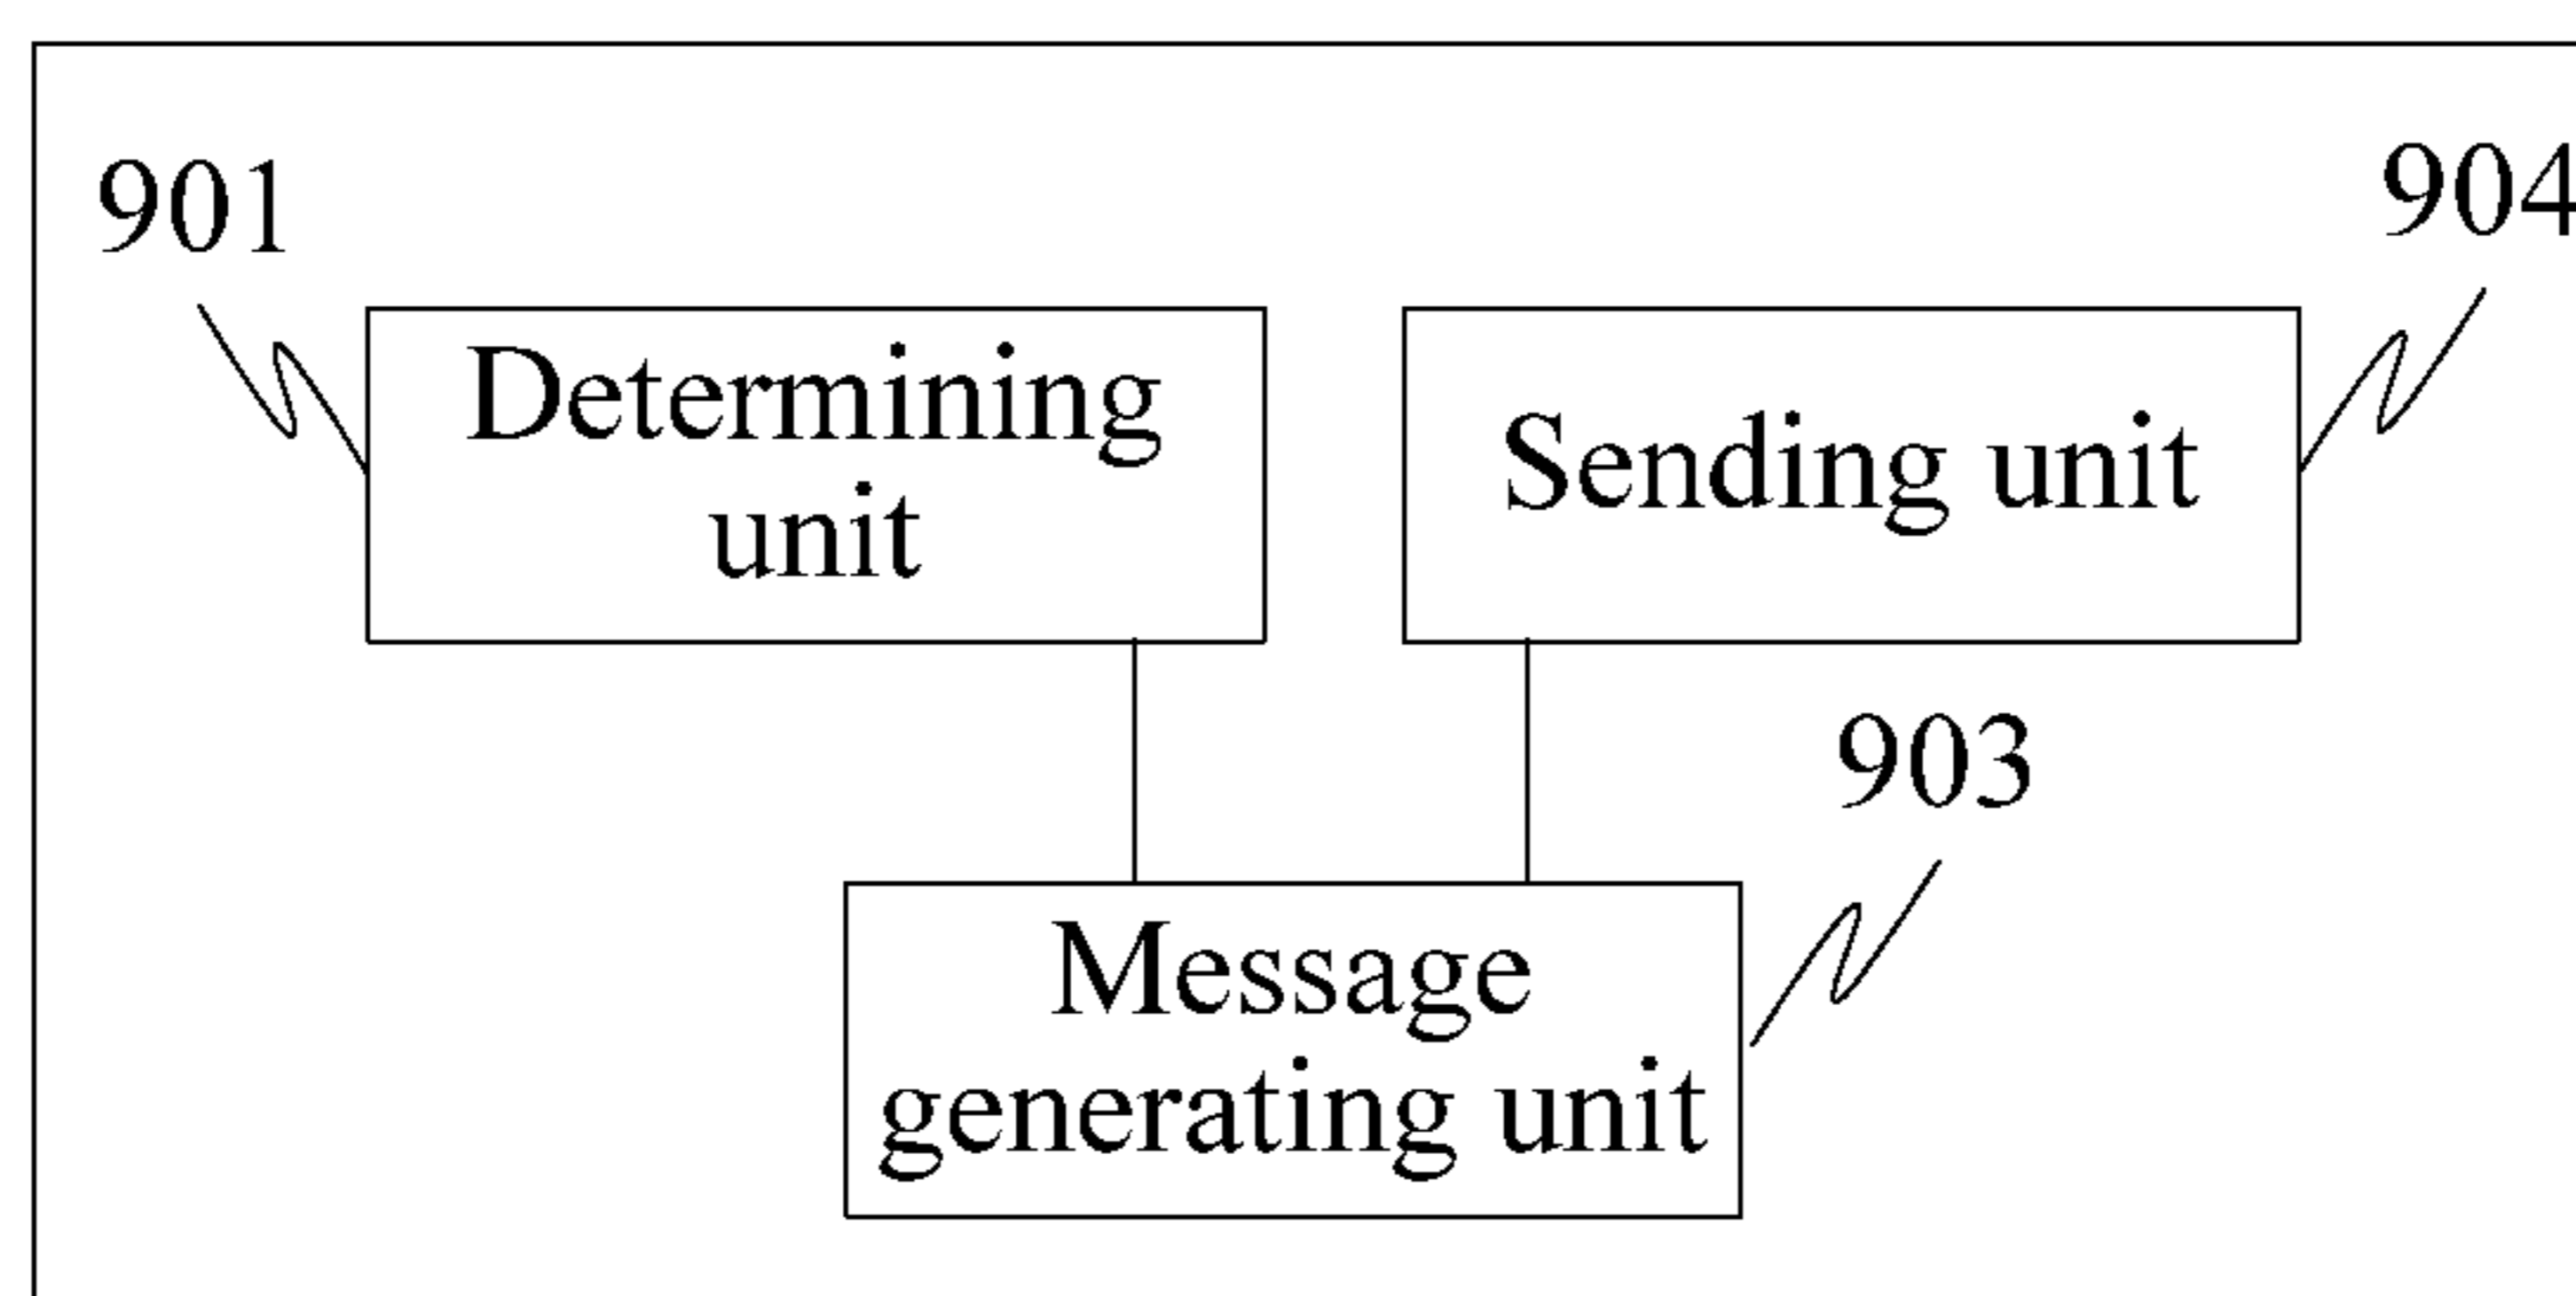 901
904
Determining
unit
Sending unit
903
Message
generating unit